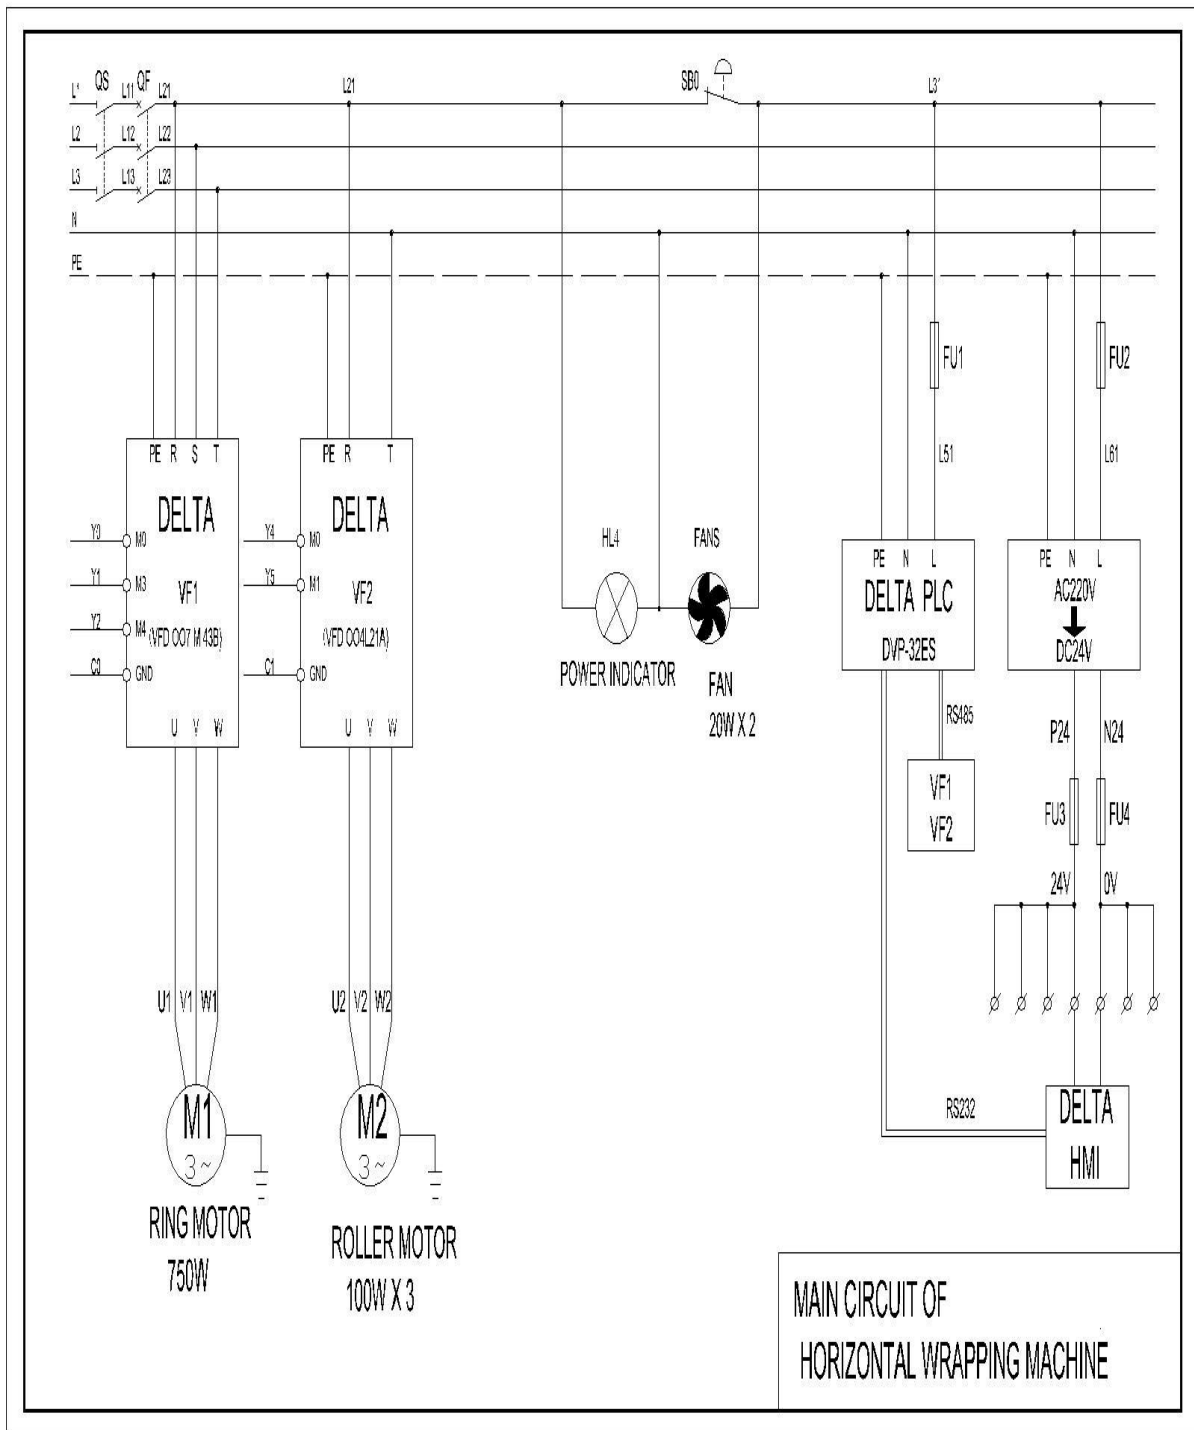 QS QF L21 SB0
L1 L11 L21 L31
L2 L12 L22
L3 L13 L23
N
PE
FU1 FU2
PE R S T PE R T L51 L61
DELTA DELTA
Y0 M0 Y4 M0 HL4 FANS
PE N L PE N L
Y1 M3 VF1 Y5 M1 VF2 DELTA PLC AC220V
Y2 M4 (VFD 007 M 43B) (VFD 004L21A) DVP-32ES DC24V
C0 GND C1 GND POWER INDICATOR FAN
20W X 2
U V W U V W RS485 P24 N24
VF1
VF2
FU3 FU4
24V 0V
U1 V1 W1 U2 V2 W2
M1 M2 RS232 DELTA
3 ~ 3 ~ HMI
RING MOTOR ROLLER MOTOR
750W 100W X 3
MAIN CIRCUIT OF
HORIZONTAL WRAPPING MACHINE